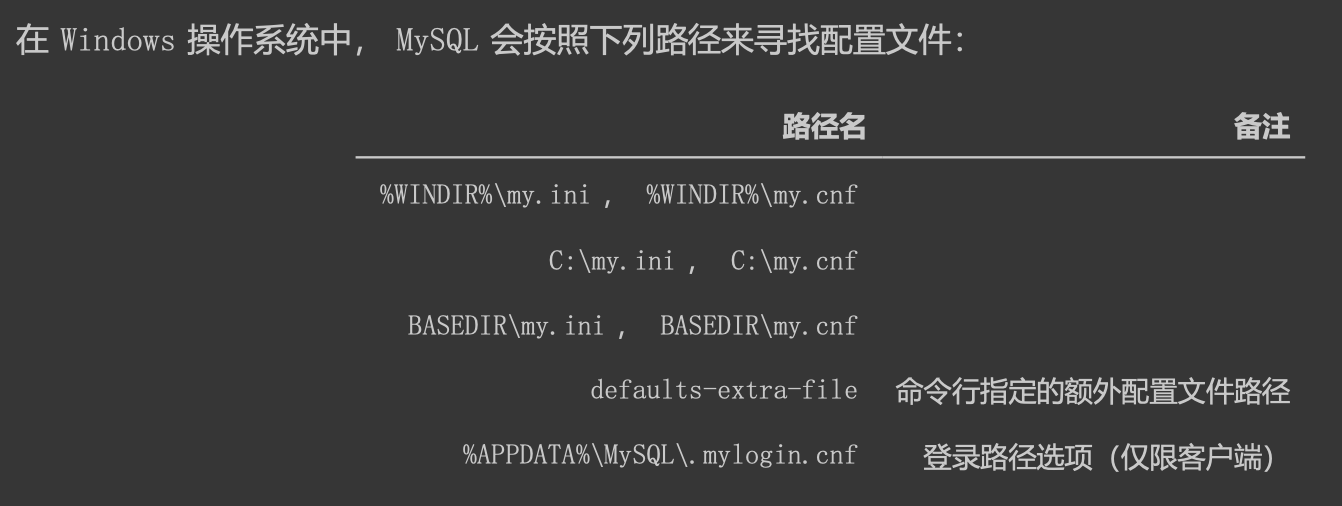 在 Windows 操作系统中， MySQL 会按照下列路径来寻找配置文件：
路径名 备注
%WINDIR%\my.ini ， %WINDIR%\my.cnf
C:\my.ini ， C:\my.cnf
BASEDIR\my.ini ， BASEDIR\my.cnf
defaults-extra-file 命令行指定的额外配置文件路径
%APPDATA%\MySQL\.mylogin.cnf 登录路径选项（仅限客户端）